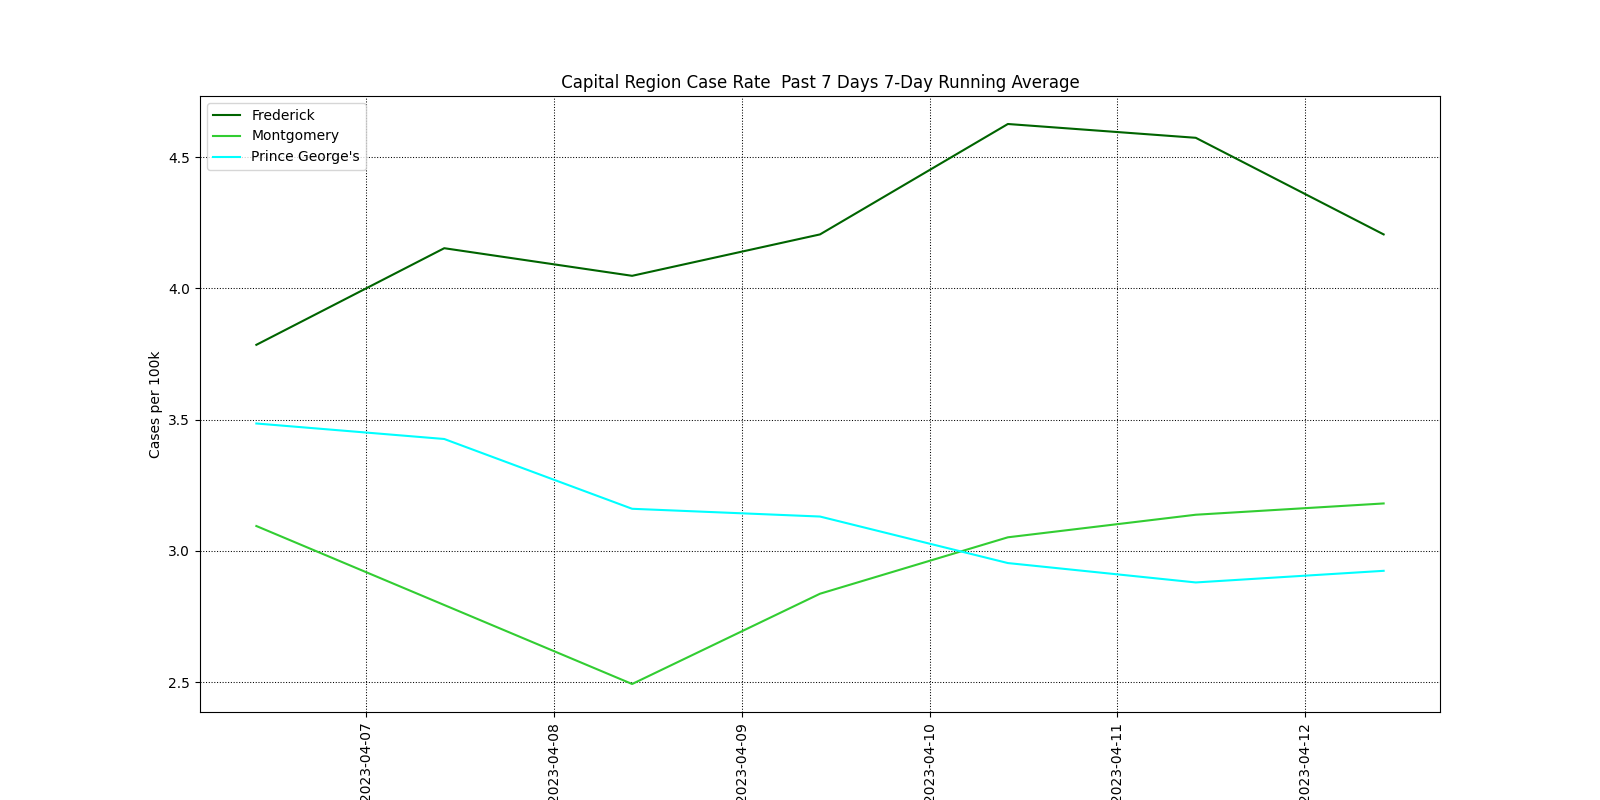 Capital Region Case Rate  Past 7 Days 7-Day Running Average
Frederick
Montgomery
Prince George's
Cases per 100k
4.5
4.0
3.5
3.0
2.5
2023-04-07
2023-04-08
2023-04-09
2023-04-10
2023-04-11
2023-04-12